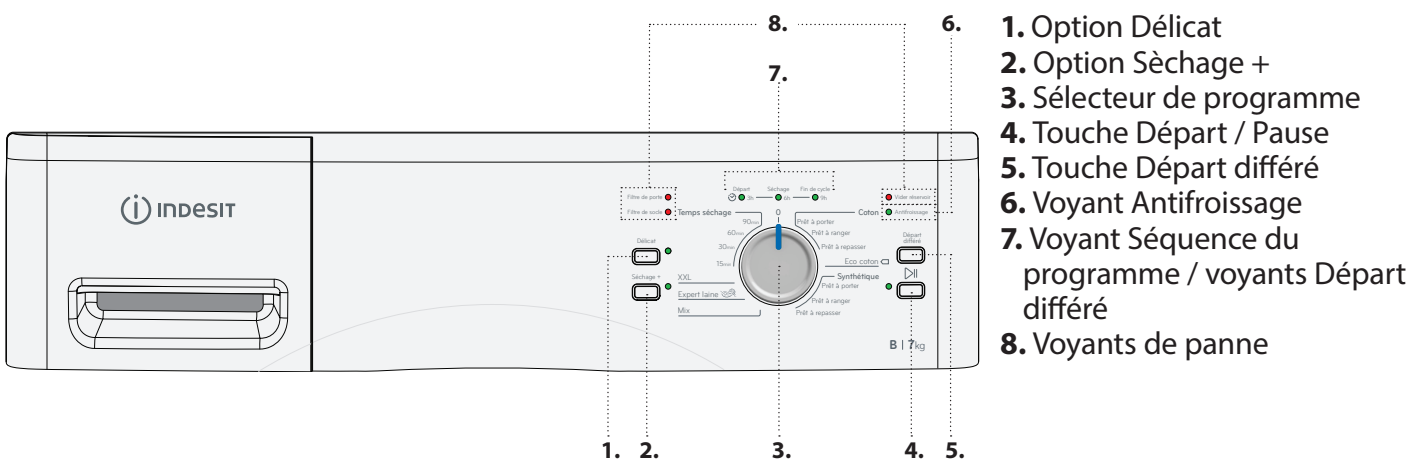 8.
6.
7.
INDESIT
Filtre de porte
Filtre de socle
Départ Séchage Fin de cycle
3h 6h 9h
Vider réservoir
Antifroissage
Temps séchage
0
Coton
90min
60min
30min
15min
Prêt à porter
Prêt à ranger
Prêt à repasser
Eco coton
Synthétique
Prêt à porter
Prêt à ranger
Prêt à repasser
Délicat
Séchage +
XXL
Expert laine
Mix
Départ
différé
B | 7kg
1. 2. 3. 4. 5.
1. Option Délicat
2. Option Sèchage +
3. Sélecteur de programme
4. Touche Départ / Pause
5. Touche Départ différé
6. Voyant Antifroissage
7. Voyant Séquence du
programme / voyants Départ
différé
8. Voyants de panne